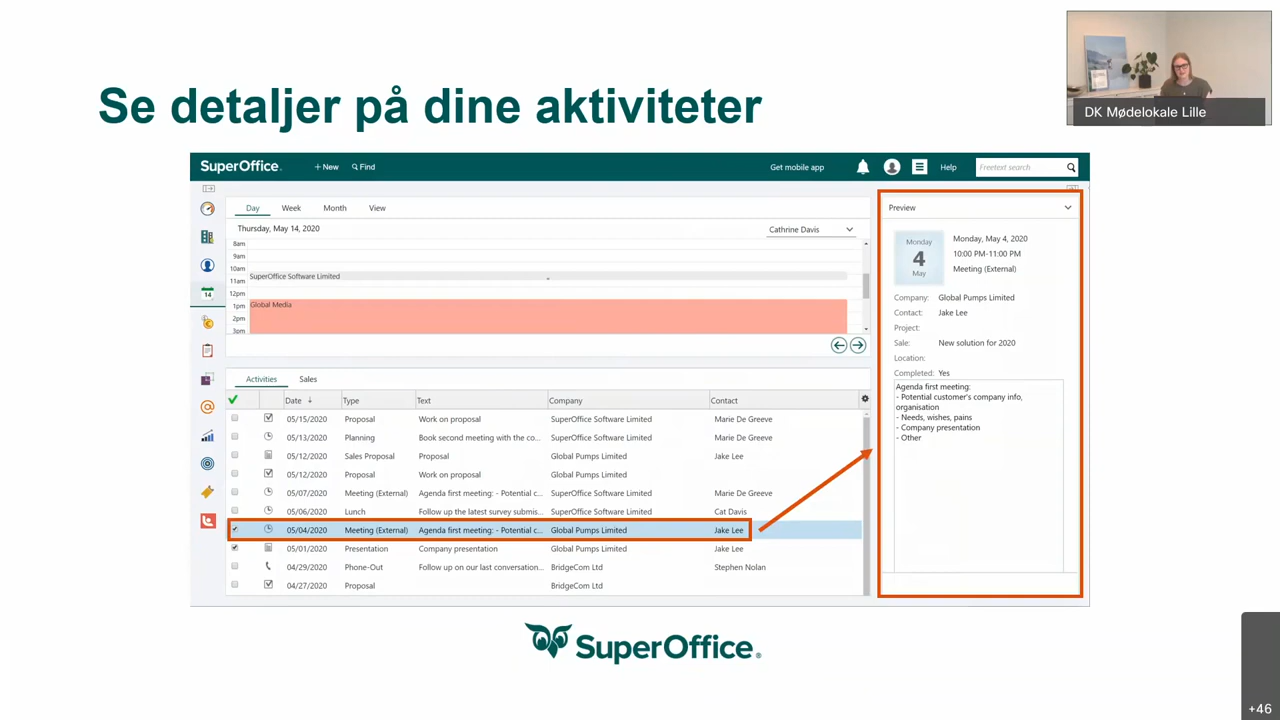 Se detaljer på dine aktiviteter
DK Mødelokale Lille
SuperOffice.
+ New
Find
Get mobile app
Help
Freetext search
Day
Week
Month
View
Thursday, May 14, 2020
Cathrine Davis
8am
9am
10am
SuperOffice Software Limited
11am
12pm
1pm
Global Media
2pm
3pm
14
Activities
Sales
Date ↓ Type Text Company Contact
05/15/2020 Proposal Work on proposal SuperOffice Software Limited Marie De Greeve
05/13/2020 Planning Book second meeting with the co... SuperOffice Software Limited Marie De Greeve
05/12/2020 Sales Proposal Proposal Global Pumps Limited Jake Lee
05/12/2020 Proposal Work on proposal Global Pumps Limited
05/07/2020 Meeting (External) Agenda first meeting: - Potential c... SuperOffice Software Limited Marie De Greeve
05/06/2020 Lunch Follow up the latest survey submis... SuperOffice Software Limited Cat Davis
05/04/2020 Meeting (External) Agenda first meeting: - Potential c... Global Pumps Limited Jake Lee
05/01/2020 Presentation Company presentation Global Pumps Limited Jake Lee
04/29/2020 Phone-Out Follow up on our last conversation... BridgeCom Ltd Stephen Nolan
04/27/2020 Proposal BridgeCom Ltd
Preview
Monday
4
May
Monday, May 4, 2020
10:00 PM-11:00 PM
Meeting (External)
Company: Global Pumps Limited
Contact: Jake Lee
Project:
Sale: New solution for 2020
Location:
Completed: Yes
Agenda first meeting:
- Potential customer's company info,
organisation
- Needs, wishes, pains
- Company presentation
- Other
SuperOffice®
+46